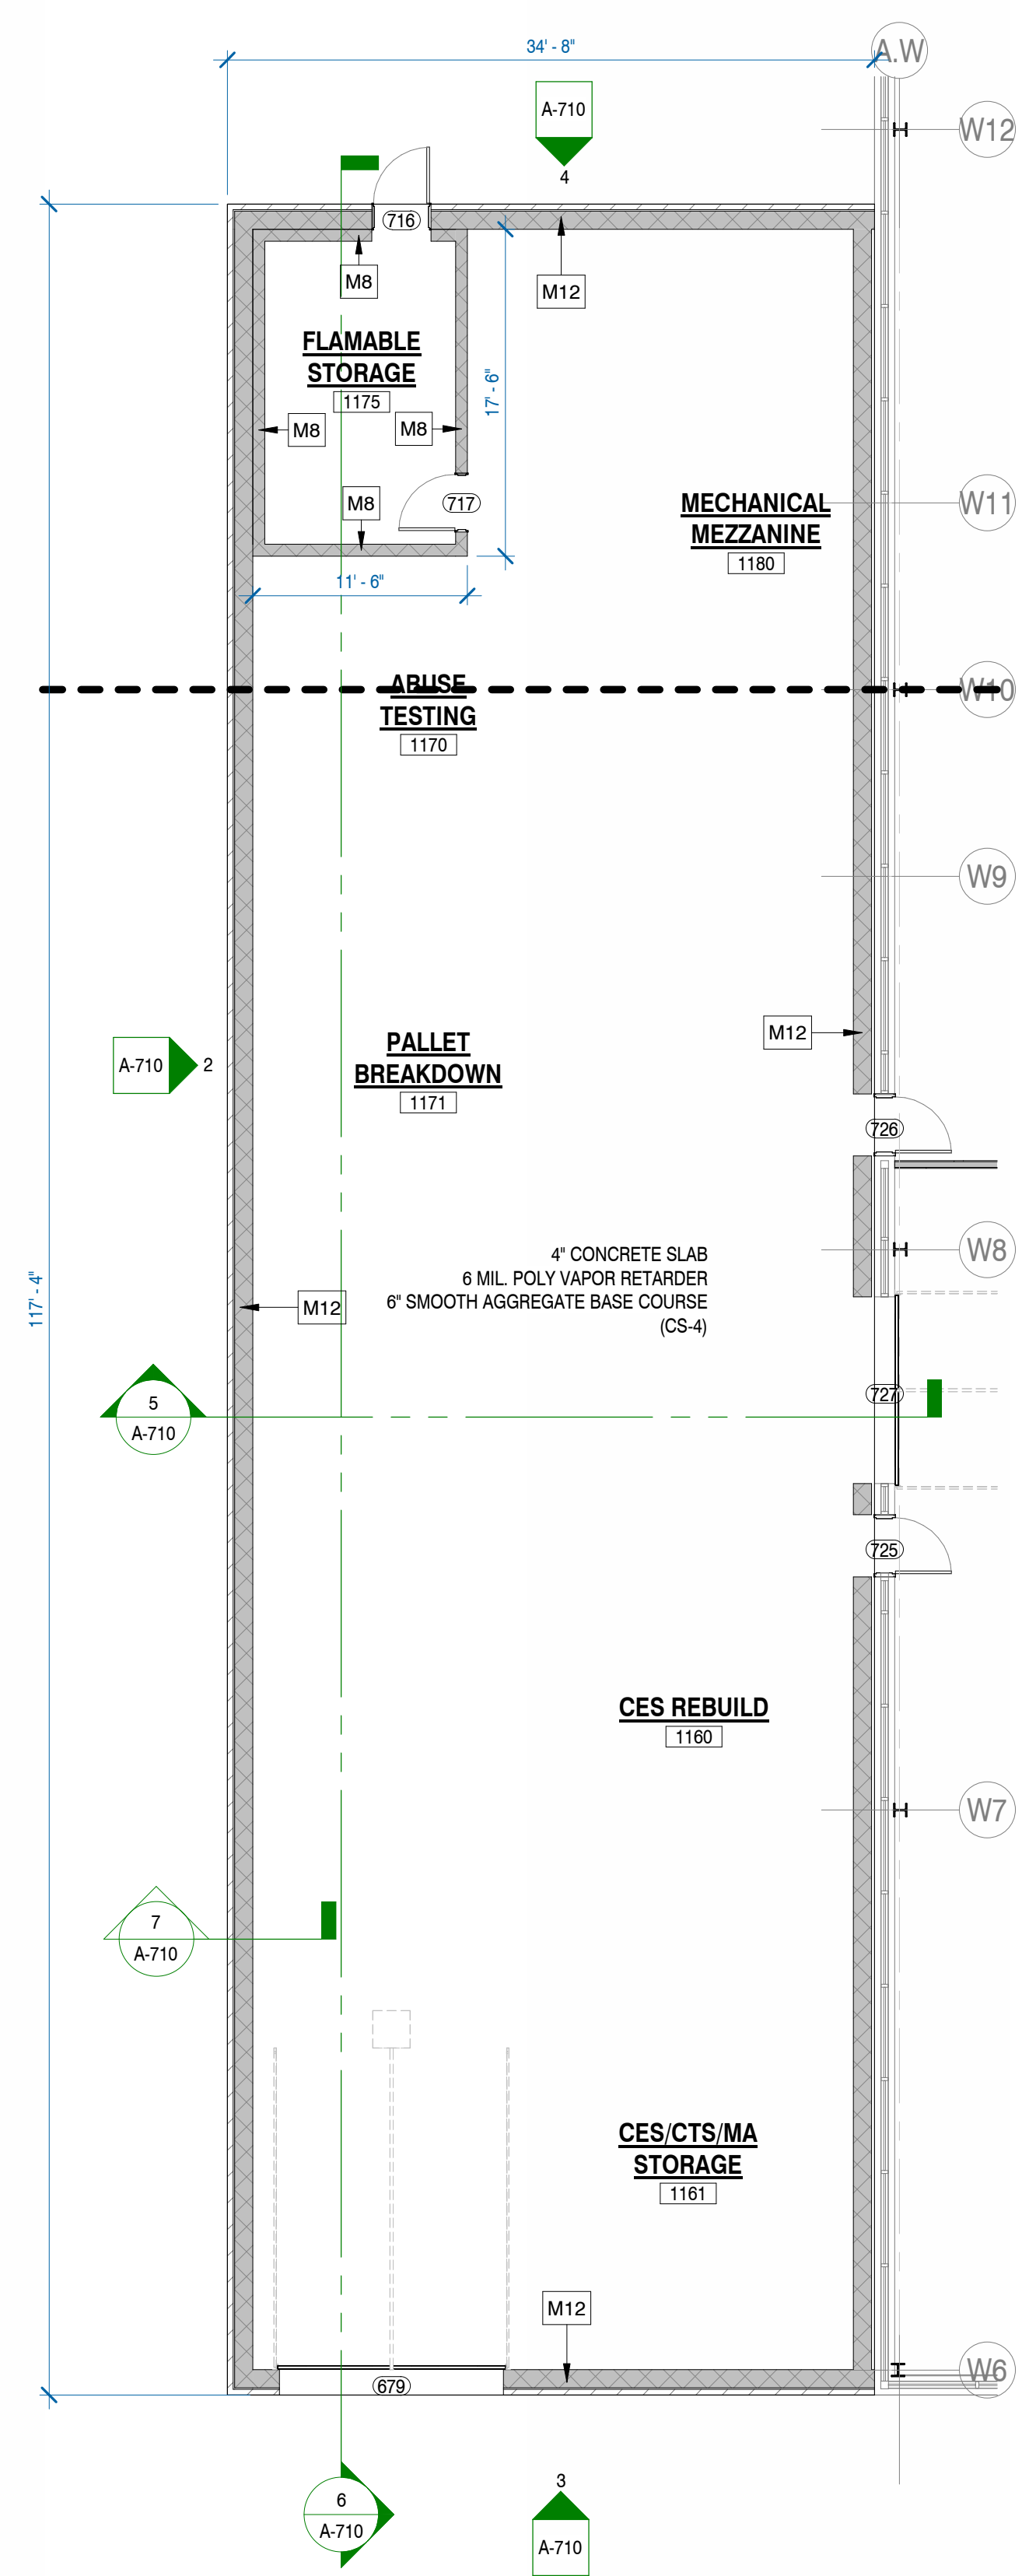 34' - 8"
A.W
A-710
4
W12
716
M8
M12
FLAMABLE
STORAGE
1175
17' - 6"
M8
M8
M8
717
MECHANICAL
MEZZANINE
1180
W11
11' - 6"
ABUSE
TESTING
1170
W10
W9
M12
PALLET
BREAKDOWN
1171
A-710
2
726
4" CONCRETE SLAB
6 MIL. POLY VAPOR RETARDER
6" SMOOTH AGGREGATE BASE COURSE
(CS-4)
W8
117' - 4"
M12
727
5
A-710
725
CES REBUILD
1160
W7
7
A-710
CES/CTS/MA
STORAGE
1161
M12
W6
679
3
6
A-710
A-710